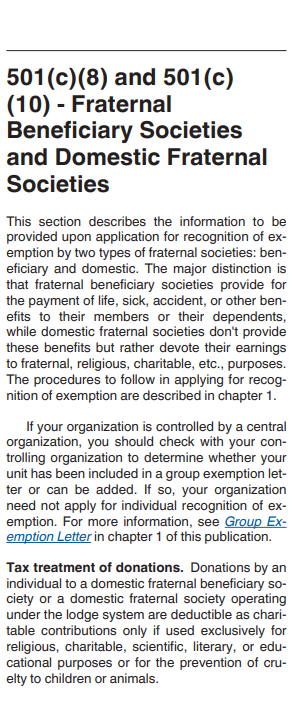 501(c)(8) and 501(c)
(10) - Fraternal
Beneficiary Societies
and Domestic Fraternal
Societies
This section describes the information to be
provided upon application for recognition of ex-
emption by two types of fraternal societies: ben-
eficiary and domestic. The major distinction is
that fraternal beneficiary societies provide for
the payment of life, sick, accident, or other ben-
efits to their members or their dependents,
while domestic fraternal societies don't provide
these benefits but rather devote their earnings
to fraternal, religious, charitable, etc., purposes.
The procedures to follow in applying for recog-
nition of exemption are described in chapter 1.
If your organization is controlled by a central
organization, you should check with your con-
trolling organization to determine whether your
unit has been included in a group exemption let-
ter or can be added. If so, your organization
need not apply for individual recognition of ex-
emption. For more information, see Group Ex-
emption Letter in chapter 1 of this publication.
Tax treatment of donations. Donations by an
individual to a domestic fraternal beneficiary so-
ciety or a domestic fraternal society operating
under the lodge system are deductible as chari-
table contributions only if used exclusively for
religious, charitable, scientific, literary, or edu-
cational purposes or for the prevention of cru-
elty to children or animals.